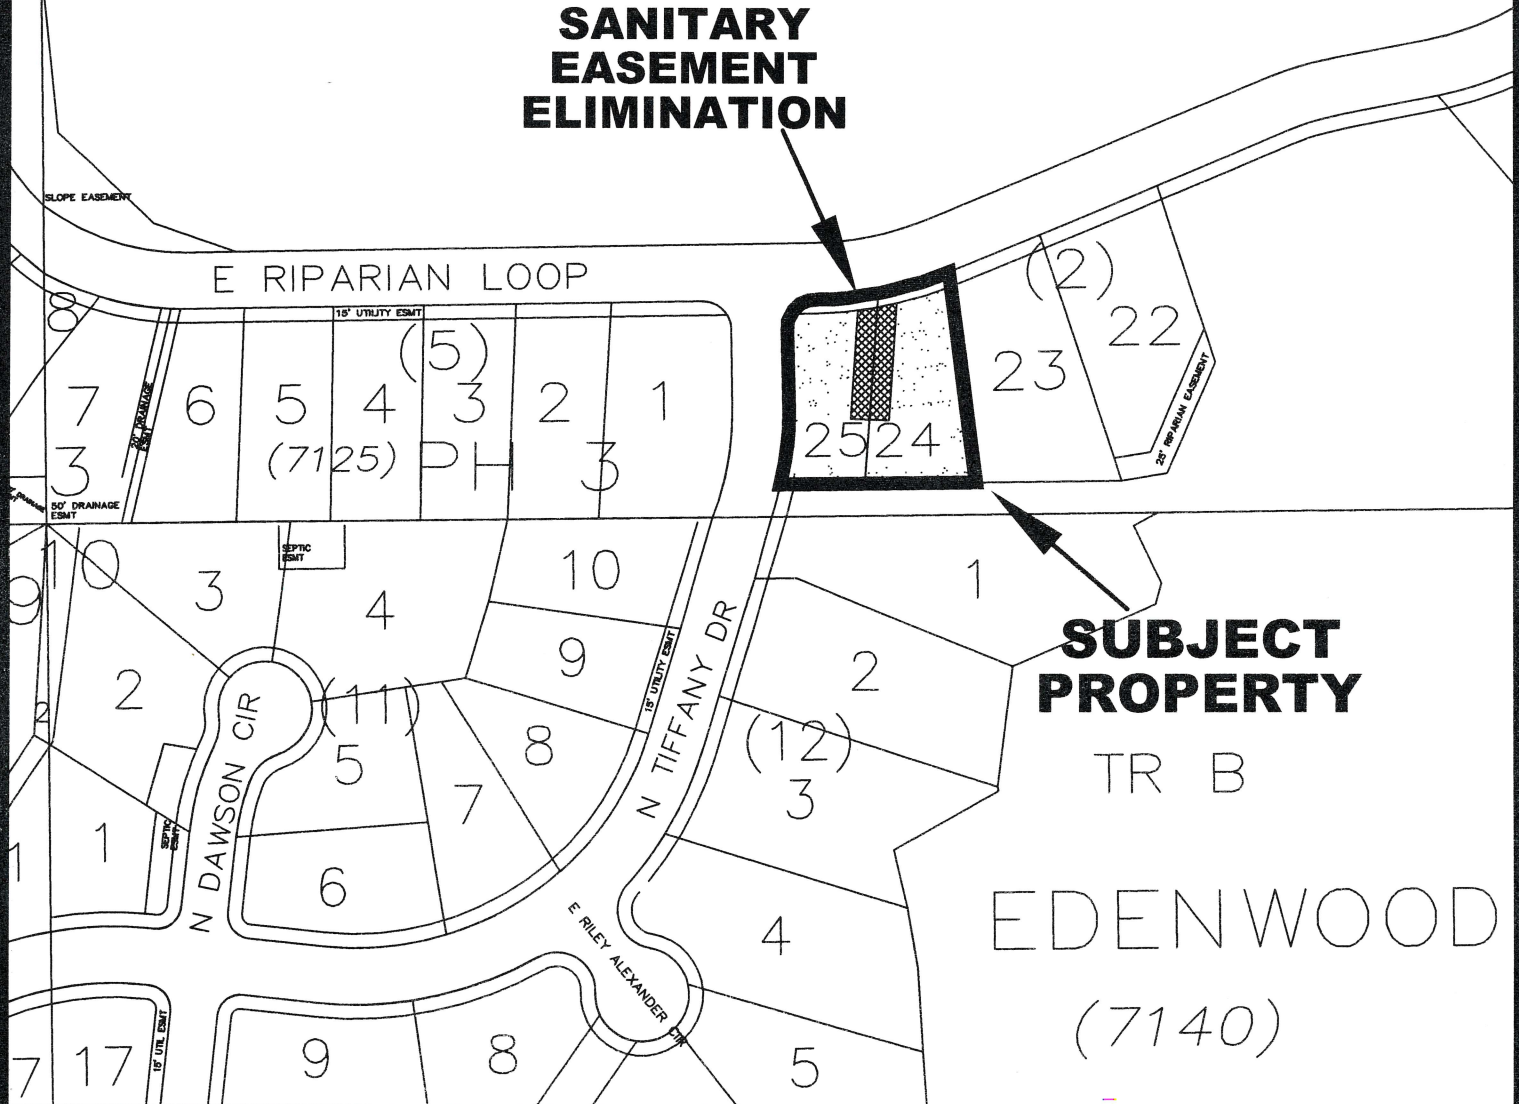 SANITARY
EASEMENT
ELIMINATION
SLOPE EASEMENT
E RIPARIAN LOOP
(2)
8
15' UTILITY ESMT
(5)
22
23
7
6
5
4
3
2
1
20' DRAINAGE
ESMT
25' RIPARIAN EASEMENT
25
24
3
(7125)
PH
3
50' DRAINAGE
ESMT
SEPTIC
ESMT
10
9
3
4
10
1
SUBJECT
PROPERTY
9
15' UTILITY ESMT
N TIFFANY DR
2
2
2
N DAWSON CIR
(11)
5
8
(12)
3
TR B
7
1
1
SEPTIC
ESMT
6
E RILEY ALEXANDER CIR
4
EDENWOOD
(7140)
7
17
15' UTIL ESMT
9
8
5